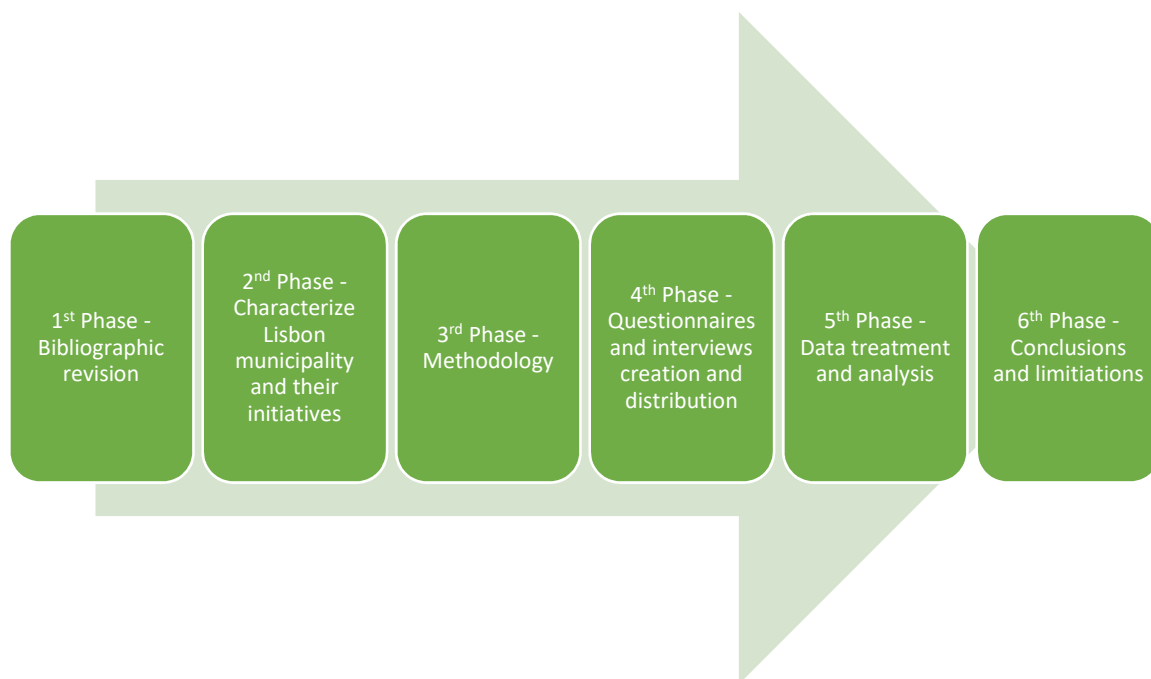 1st Phase -
Bibliographic
revision
2nd Phase -
Characterize
Lisbon
municipality
and their
initiatives
3rd Phase -
Methodology
4th Phase -
Questionnaires
and interviews
creation and
distribution
5th Phase -
Data treatment
and analysis
6th Phase -
Conclusions
and limitiations